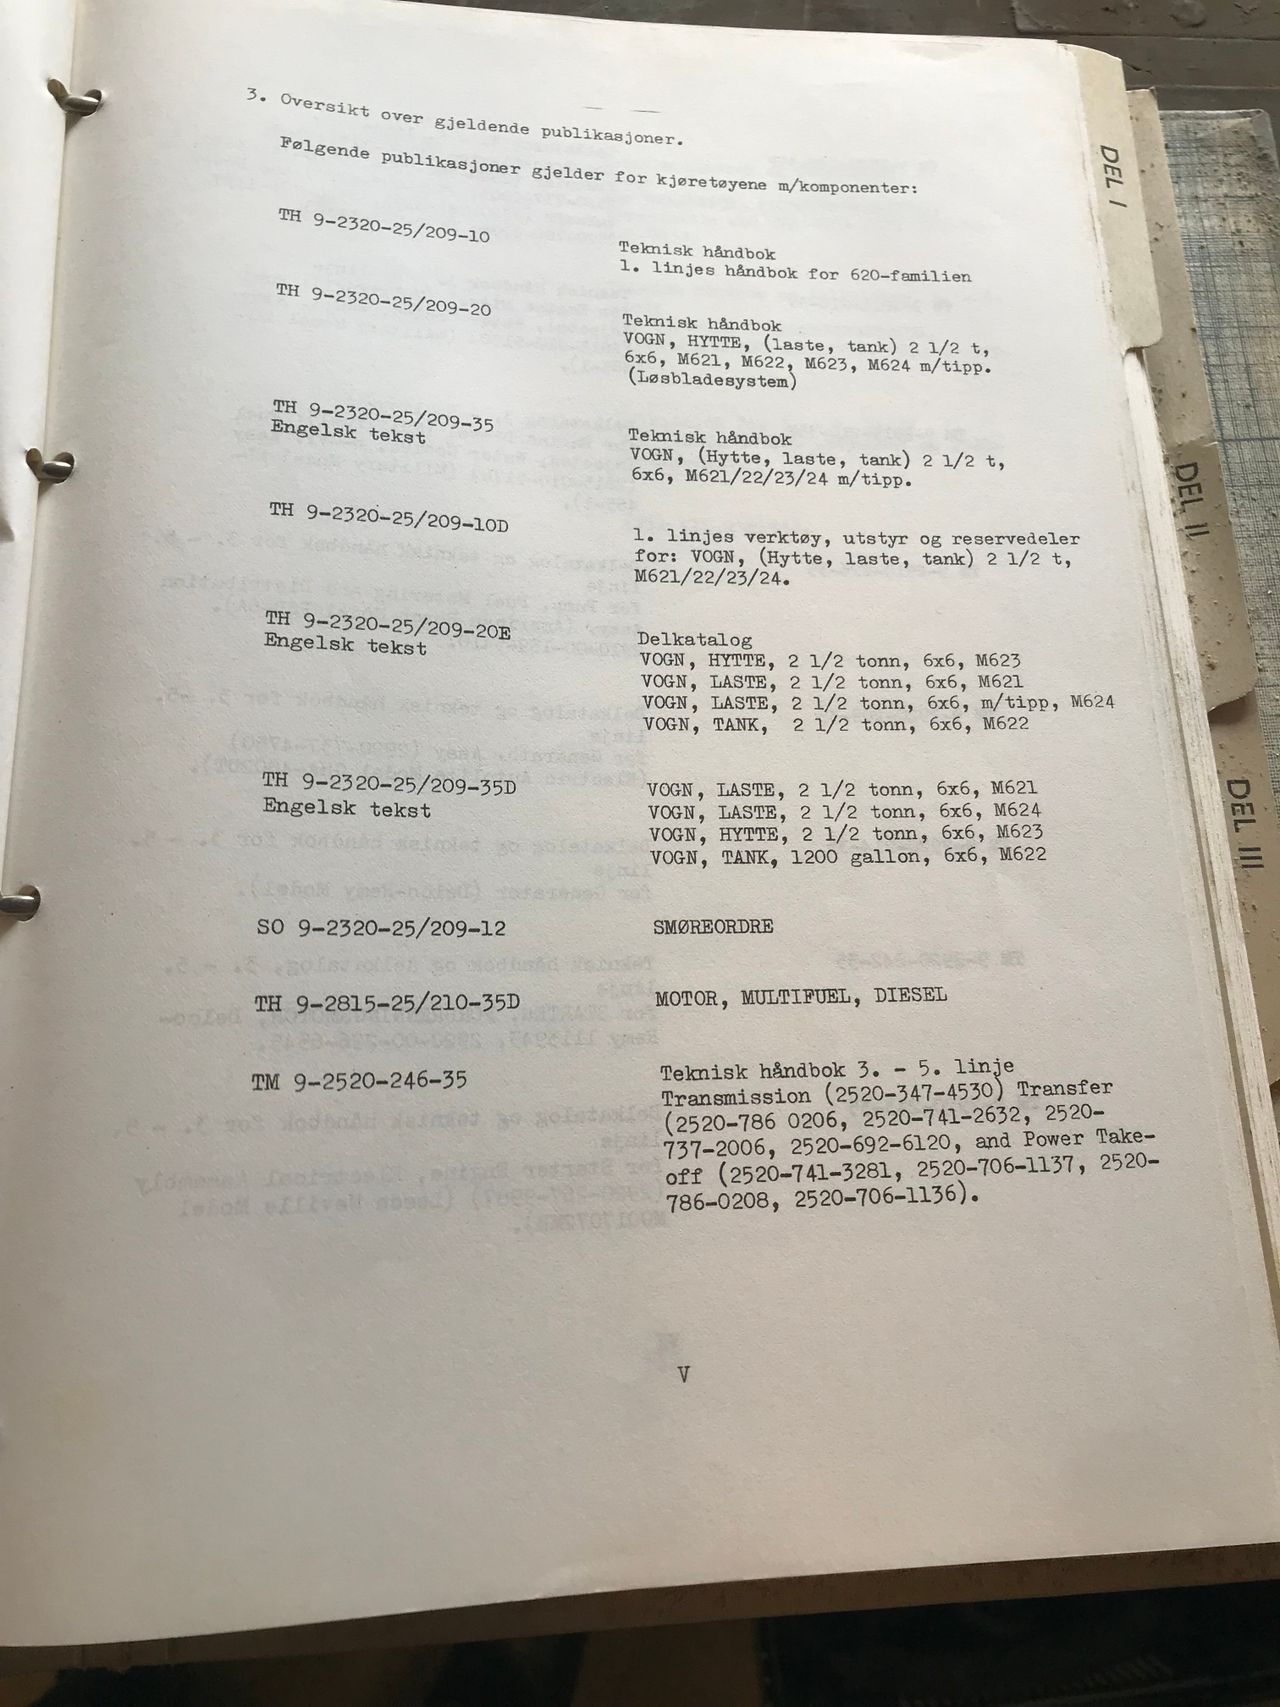 3. Oversikt over gjeldende publikasjoner.
Følgende publikasjoner gjelder for kjøretøyene m/komponenter:
TH 9-2320-25/209-10
Teknisk håndbok
1. linjes håndbok for 620-familien
TH 9-2320-25/209-20
Teknisk håndbok
VOGN, HYTTE, (laste, tank) 2 1/2 t,
6x6, M621, M622, M623, M624 m/tipp.
(Løsbladesystem)
TH 9-2320-25/209-35
Engelsk tekst
Teknisk håndbok
VOGN, (Hytte, laste, tank) 2 1/2 t,
6x6, M621/22/23/24 m/tipp.
TH 9-2320-25/209-10D
1. linjes verktøy, utstyr og reservedeler
for: VOGN, (Hytte, laste, tank) 2 1/2 t,
M621/22/23/24.
TH 9-2320-25/209-20E
Engelsk tekst
Delkatalog
VOGN, HYTTE, 2 1/2 tonn, 6x6, M623
VOGN, LASTE, 2 1/2 tonn, 6x6, M621
VOGN, LASTE, 2 1/2 tonn, 6x6, m/tipp, M624
VOGN, TANK, 2 1/2 tonn, 6x6, M622
TH 9-2320-25/209-35D
Engelsk tekst
VOGN, LASTE, 2 1/2 tonn, 6x6, M621
VOGN, LASTE, 2 1/2 tonn, 6x6, M624
VOGN, HYTTE, 2 1/2 tonn, 6x6, M623
VOGN, TANK, 1200 gallon, 6x6, M622
SO 9-2320-25/209-12
SMØREORDRE
TH 9-2815-25/210-35D
MOTOR, MULTIFUEL, DIESEL
TM 9-2520-246-35
Teknisk håndbok 3. - 5. linje
Transmission (2520-347-4530) Transfer
(2520-786 0206, 2520-741-2632, 2520-
737-2006, 2520-692-6120, and Power Take-
off (2520-741-3281, 2520-706-1137, 2520-
786-0208, 2520-706-1136).
V
DEL I
DEL II
DEL III